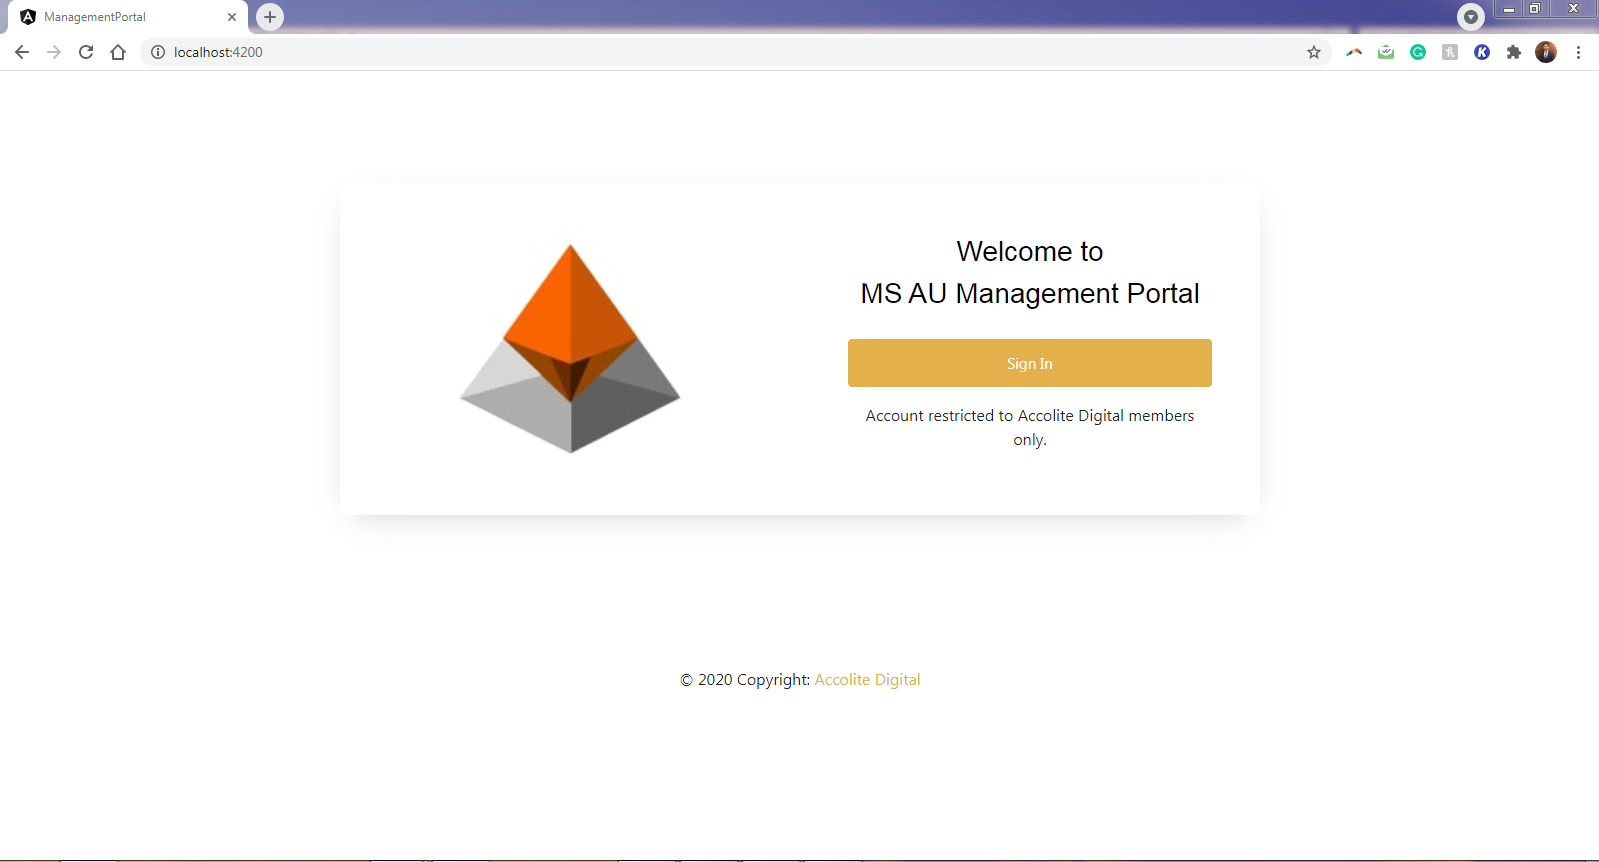 ManagementPortal
localhost:4200
Welcome to
MS AU Management Portal
Sign In
Account restricted to Accolite Digital members
only.
© 2020 Copyright: Accolite Digital